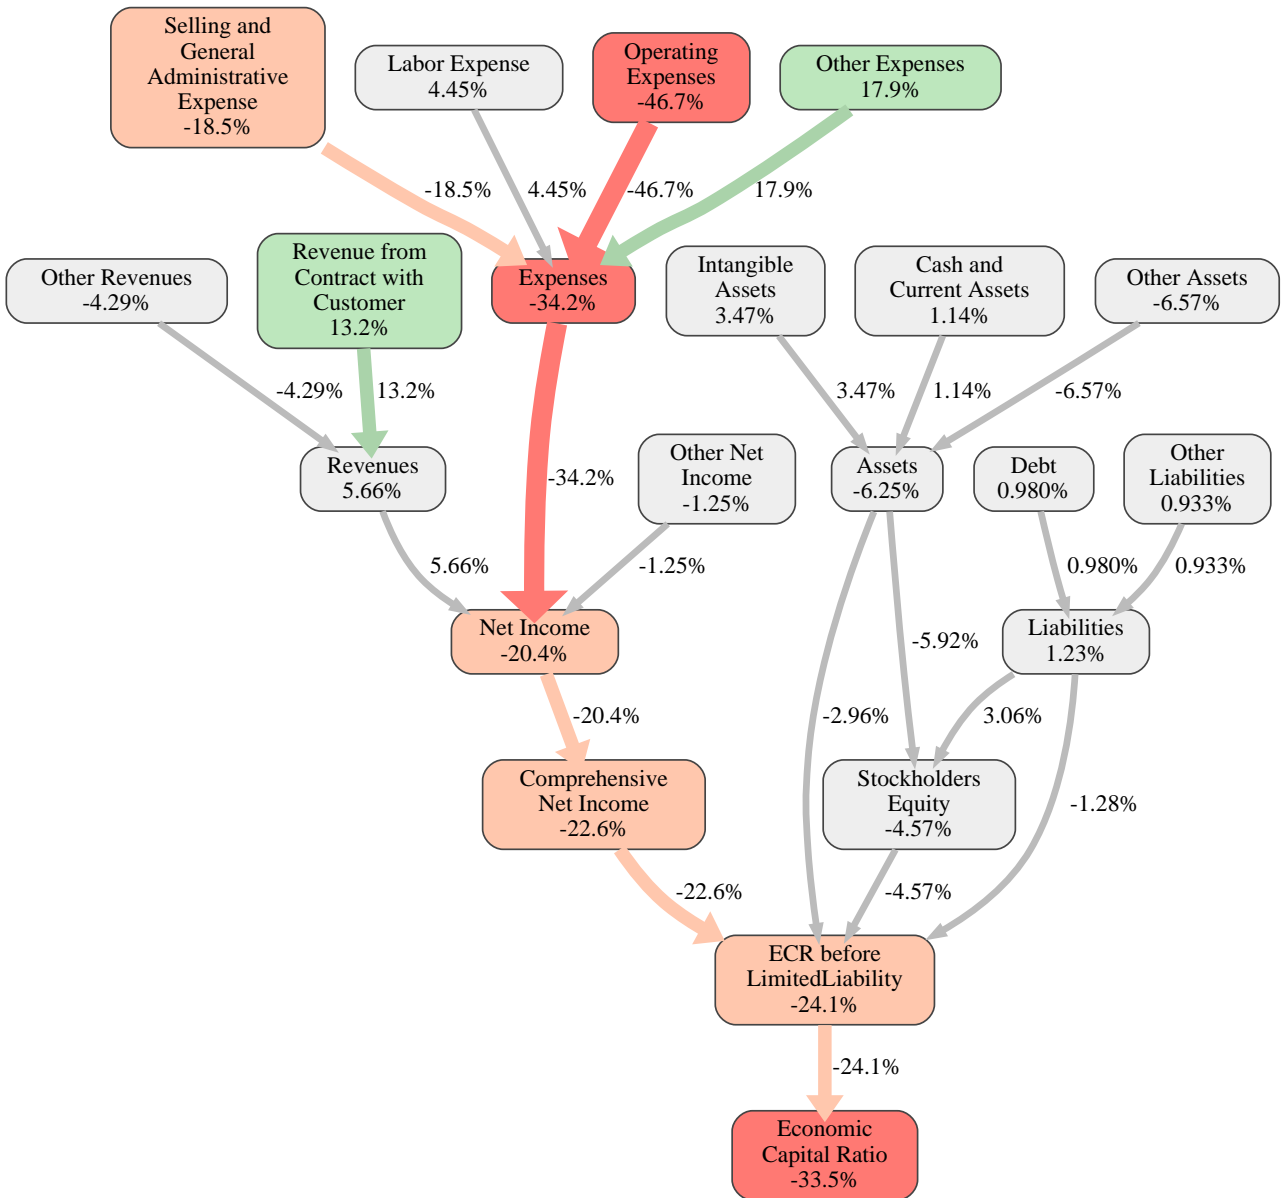 Selling and
General
Administrative
Expense
-18.5%
Labor Expense
4.45%
Operating
Expenses
-46.7%
Other Expenses
17.9%
-18.5%
4.45%
-46.7%
17.9%
Other Revenues
-4.29%
Revenue from
Contract with
Customer
13.2%
Expenses
-34.2%
Intangible
Assets
3.47%
Cash and
Current Assets
1.14%
Other Assets
-6.57%
-4.29%
13.2%
-34.2%
3.47%
1.14%
-6.57%
Revenues
5.66%
Other Net
Income
-1.25%
Assets
-6.25%
Debt
0.980%
Other
Liabilities
0.933%
5.66%
-1.25%
0.980%
0.933%
Net Income
-20.4%
-5.92%
Liabilities
1.23%
-20.4%
-2.96%
3.06%
Comprehensive
Net Income
-22.6%
Stockholders
Equity
-4.57%
-1.28%
-22.6%
-4.57%
ECR before
LimitedLiability
-24.1%
-24.1%
Economic
Capital Ratio
-33.5%